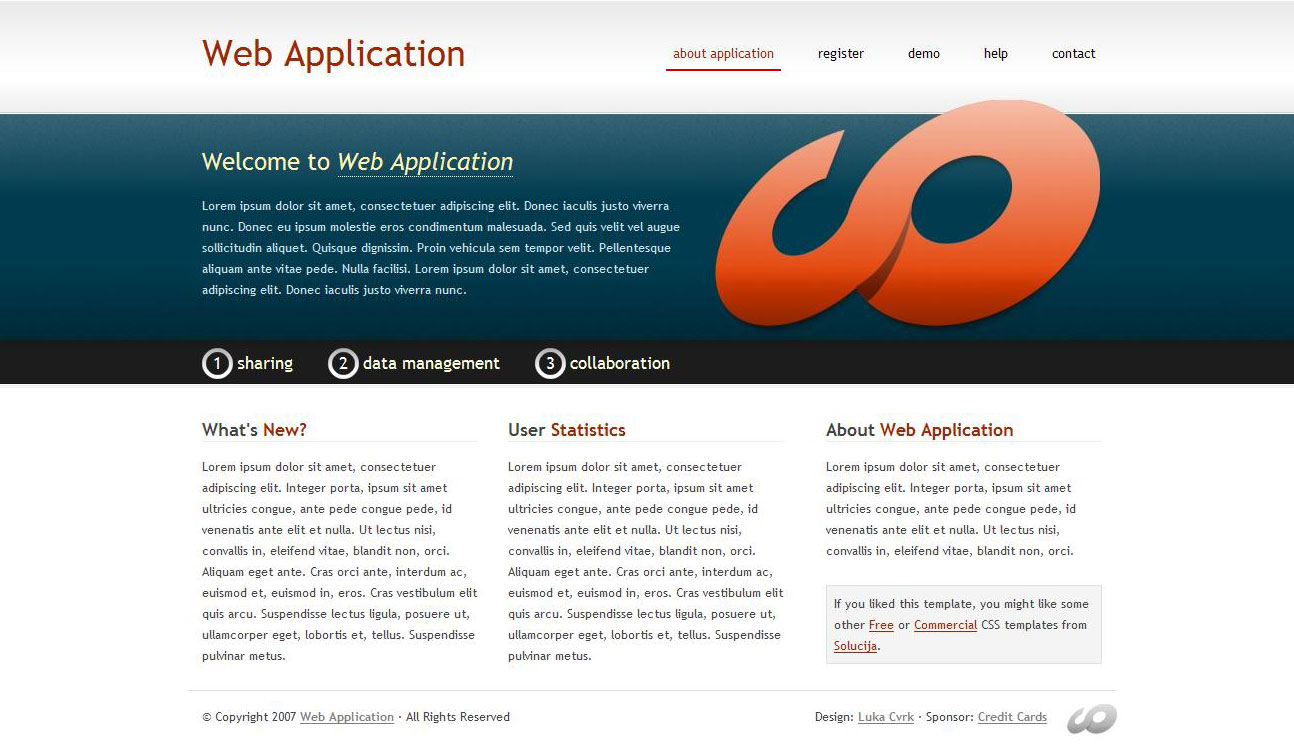 Web Application
about application register demo help contact
Welcome to Web Application
Lorem ipsum dolor sit amet, consectetuer adipiscing elit. Donec iaculis justo viverra
nunc. Donec eu ipsum molestie eros condimentum malesuada. Sed quis velit vel augue
sollicitudin aliquet. Quisque dignissim. Proin vehicula sem tempor velit. Pellentesque
aliquam ante vitae pede. Nulla facilisi. Lorem ipsum dolor sit amet, consectetuer
adipiscing elit. Donec iaculis justo viverra nunc.
1 sharing 2 data management 3 collaboration
What's New?
Lorem ipsum dolor sit amet, consectetuer
adipiscing elit. Integer porta, ipsum sit amet
ultricies congue, ante pede congue pede, id
venenatis ante elit et nulla. Ut lectus nisi,
convallis in, eleifend vitae, blandit non, orci.
Aliquam eget ante. Cras orci ante, interdum ac,
euismod et, euismod in, eros. Cras vestibulum elit
quis arcu. Suspendisse lectus ligula, posuere ut,
ullamcorper eget, lobortis et, tellus. Suspendisse
pulvinar metus.
User Statistics
Lorem ipsum dolor sit amet, consectetuer
adipiscing elit. Integer porta, ipsum sit amet
ultricies congue, ante pede congue pede, id
venenatis ante elit et nulla. Ut lectus nisi,
convallis in, eleifend vitae, blandit non, orci.
Aliquam eget ante. Cras orci ante, interdum ac,
euismod et, euismod in, eros. Cras vestibulum elit
quis arcu. Suspendisse lectus ligula, posuere ut,
ullamcorper eget, lobortis et, tellus. Suspendisse
pulvinar metus.
About Web Application
Lorem ipsum dolor sit amet, consectetuer
adipiscing elit. Integer porta, ipsum sit amet
ultricies congue, ante pede congue pede, id
venenatis ante elit et nulla. Ut lectus nisi,
convallis in, eleifend vitae, blandit non, orci.
If you liked this template, you might like some
other Free or Commercial CSS templates from
Solucija.
© Copyright 2007 Web Application · All Rights Reserved
Design: Luka Cvrk · Sponsor: Credit Cards